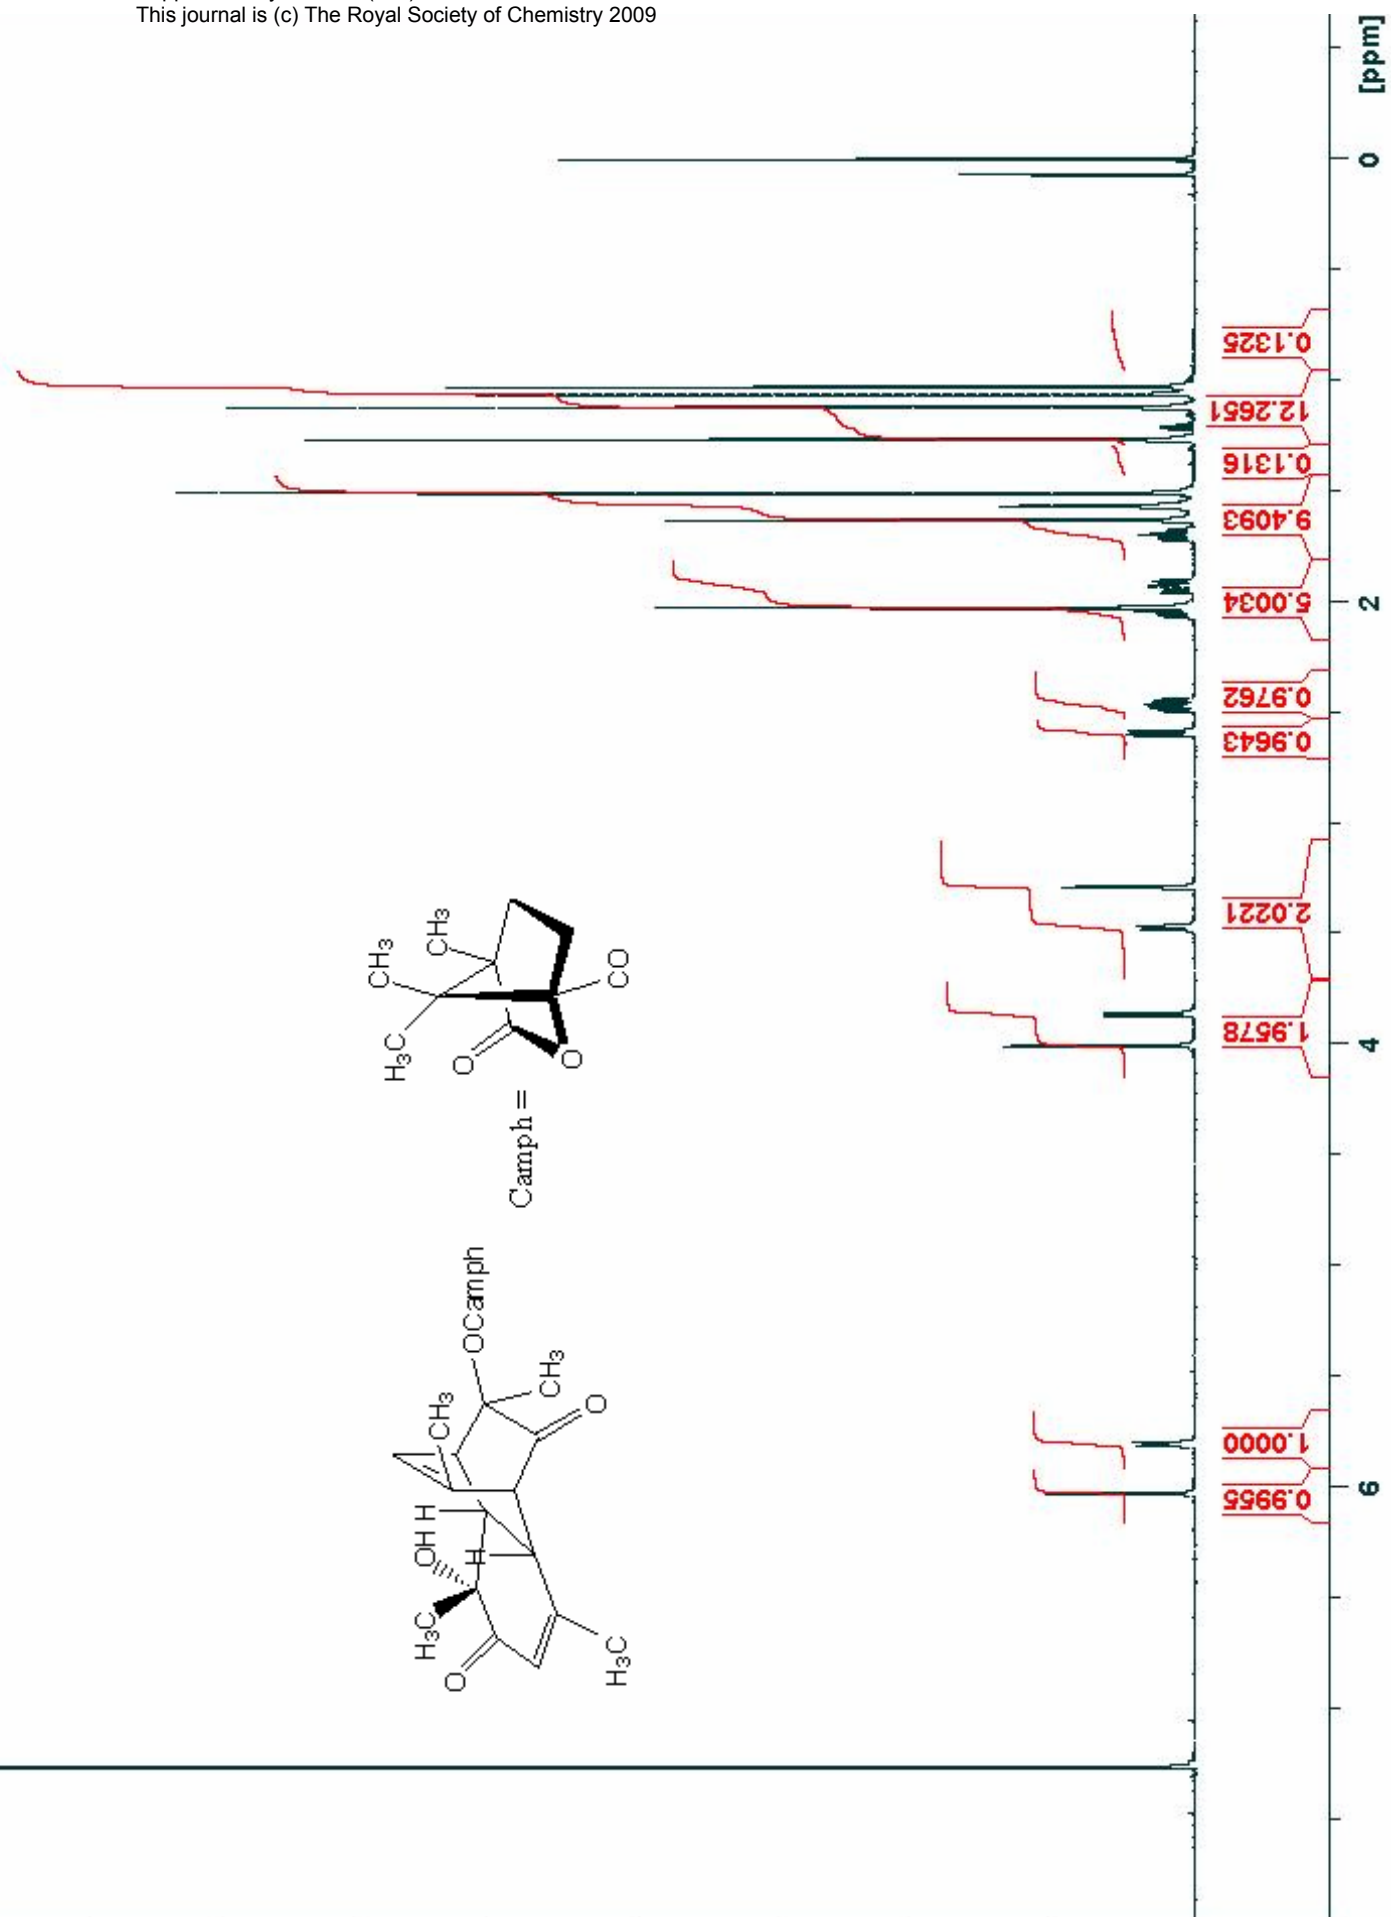 This journal is (c) The Royal Society of Chemistry 2009
[ppm]
0
2
4
6
0.1325
12.2651
0.1316
9.4093
5.0034
0.9762
0.9643
2.0221
1.9578
1.0000
0.9955
CH3
CH3
H3C
O
O
CO
Camph =
OCamph
CH3
CH3
O
H
OH
H
H3C
O
H3C